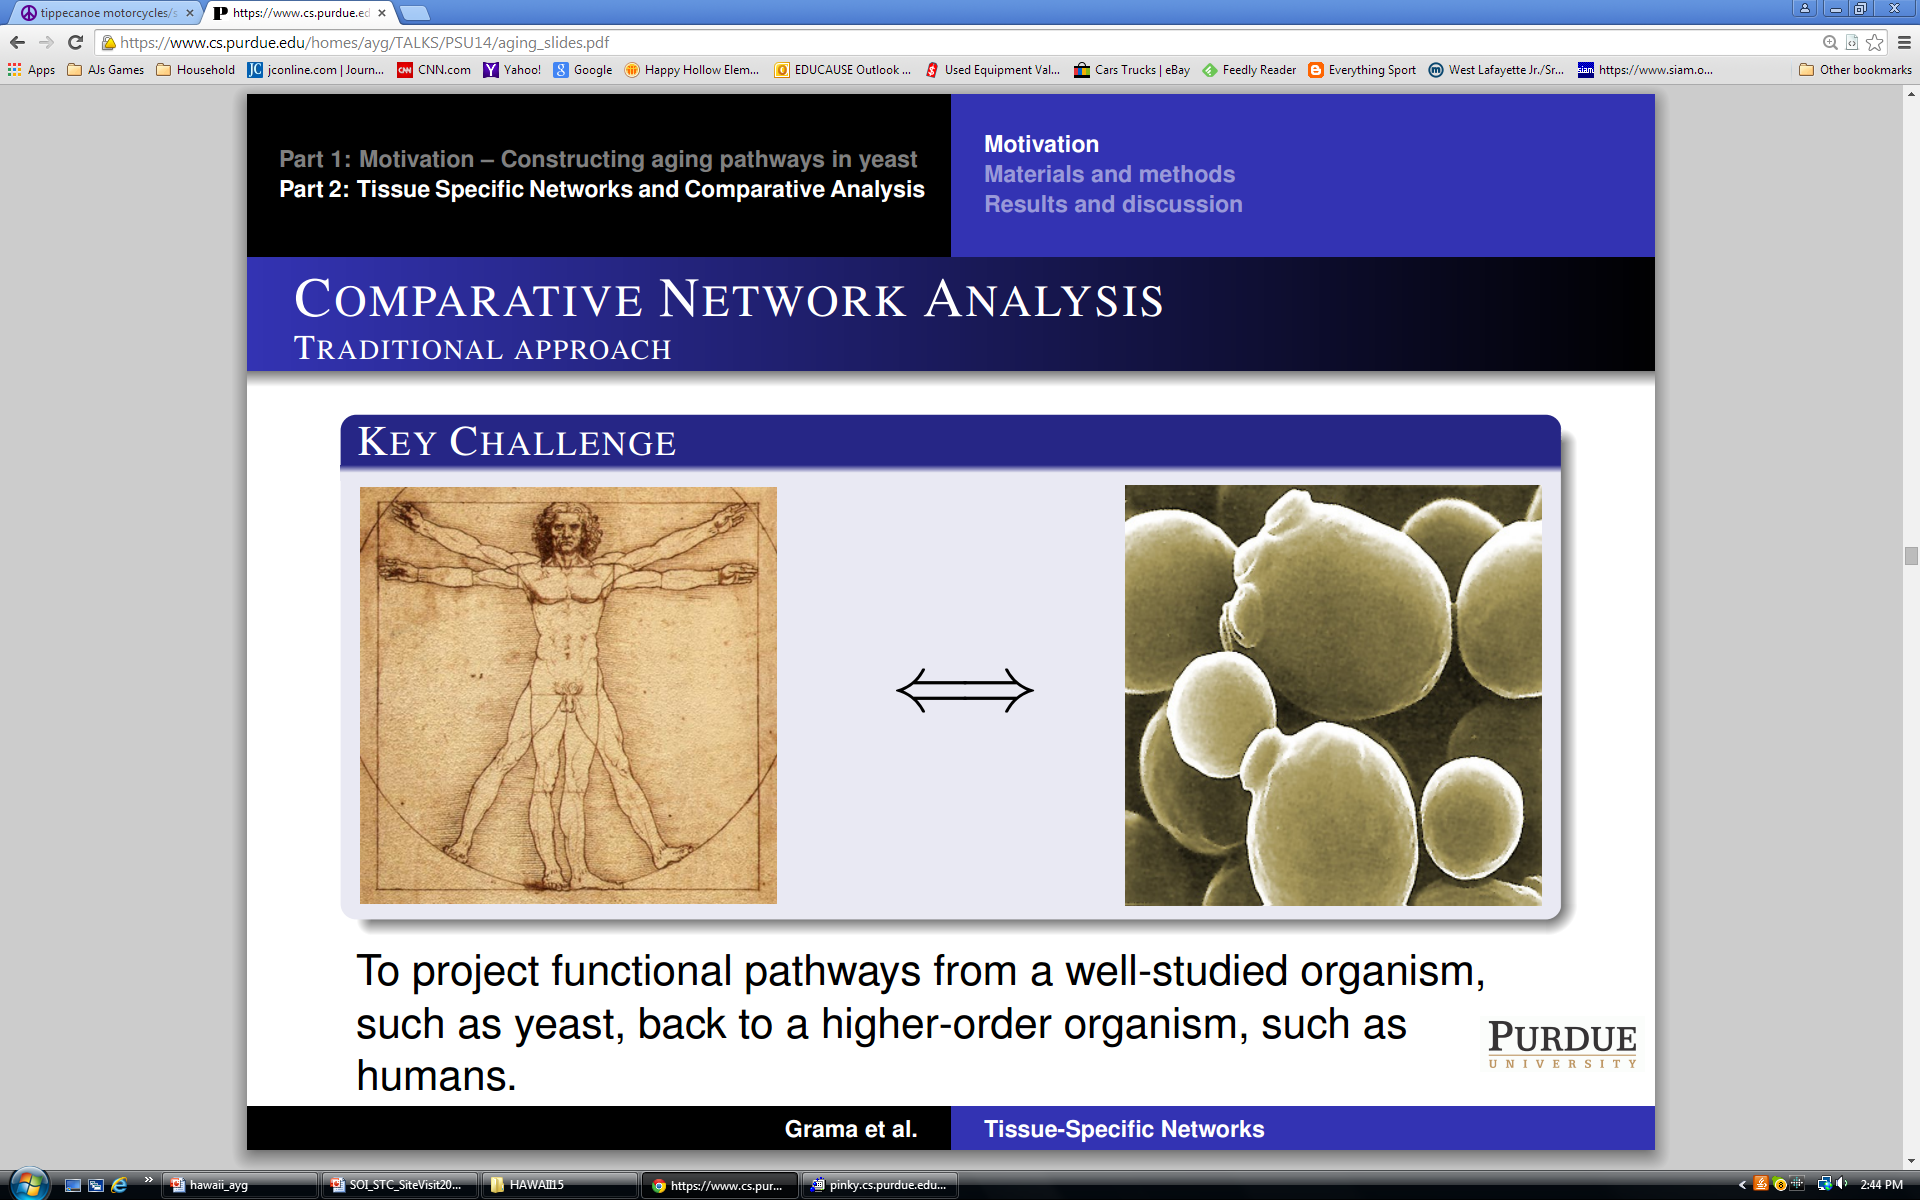 tippecanoe motorcycles/s
https://www.cs.purdue.ed
https://www.cs.purdue.edu/homes/ayg/TALKS/PSU14/aging_slides.pdf
Apps AJs Games Household jconline.com | Journ... CNN.com Yahoo! Google Happy Hollow Elem... EDUCAUSE Outlook ... Used Equipment Val... Cars Trucks | eBay Feedly Reader Everything Sport West Lafayette Jr./Sr... https://www.siam.o... Other bookmarks
Part 1: Motivation – Constructing aging pathways in yeast
Part 2: Tissue Specific Networks and Comparative Analysis
Motivation
Materials and methods
Results and discussion
COMPARATIVE NETWORK ANALYSIS
TRADITIONAL APPROACH
KEY CHALLENGE
To project functional pathways from a well-studied organism,
such as yeast, back to a higher-order organism, such as
humans.
PURDUE
UNIVERSITY
Grama et al.
Tissue-Specific Networks
hawaii_ayg SOI_STC_SiteVisit20... HAWAII15 https://www.cs.pur... pinky.cs.purdue.edu... 2:44 PM